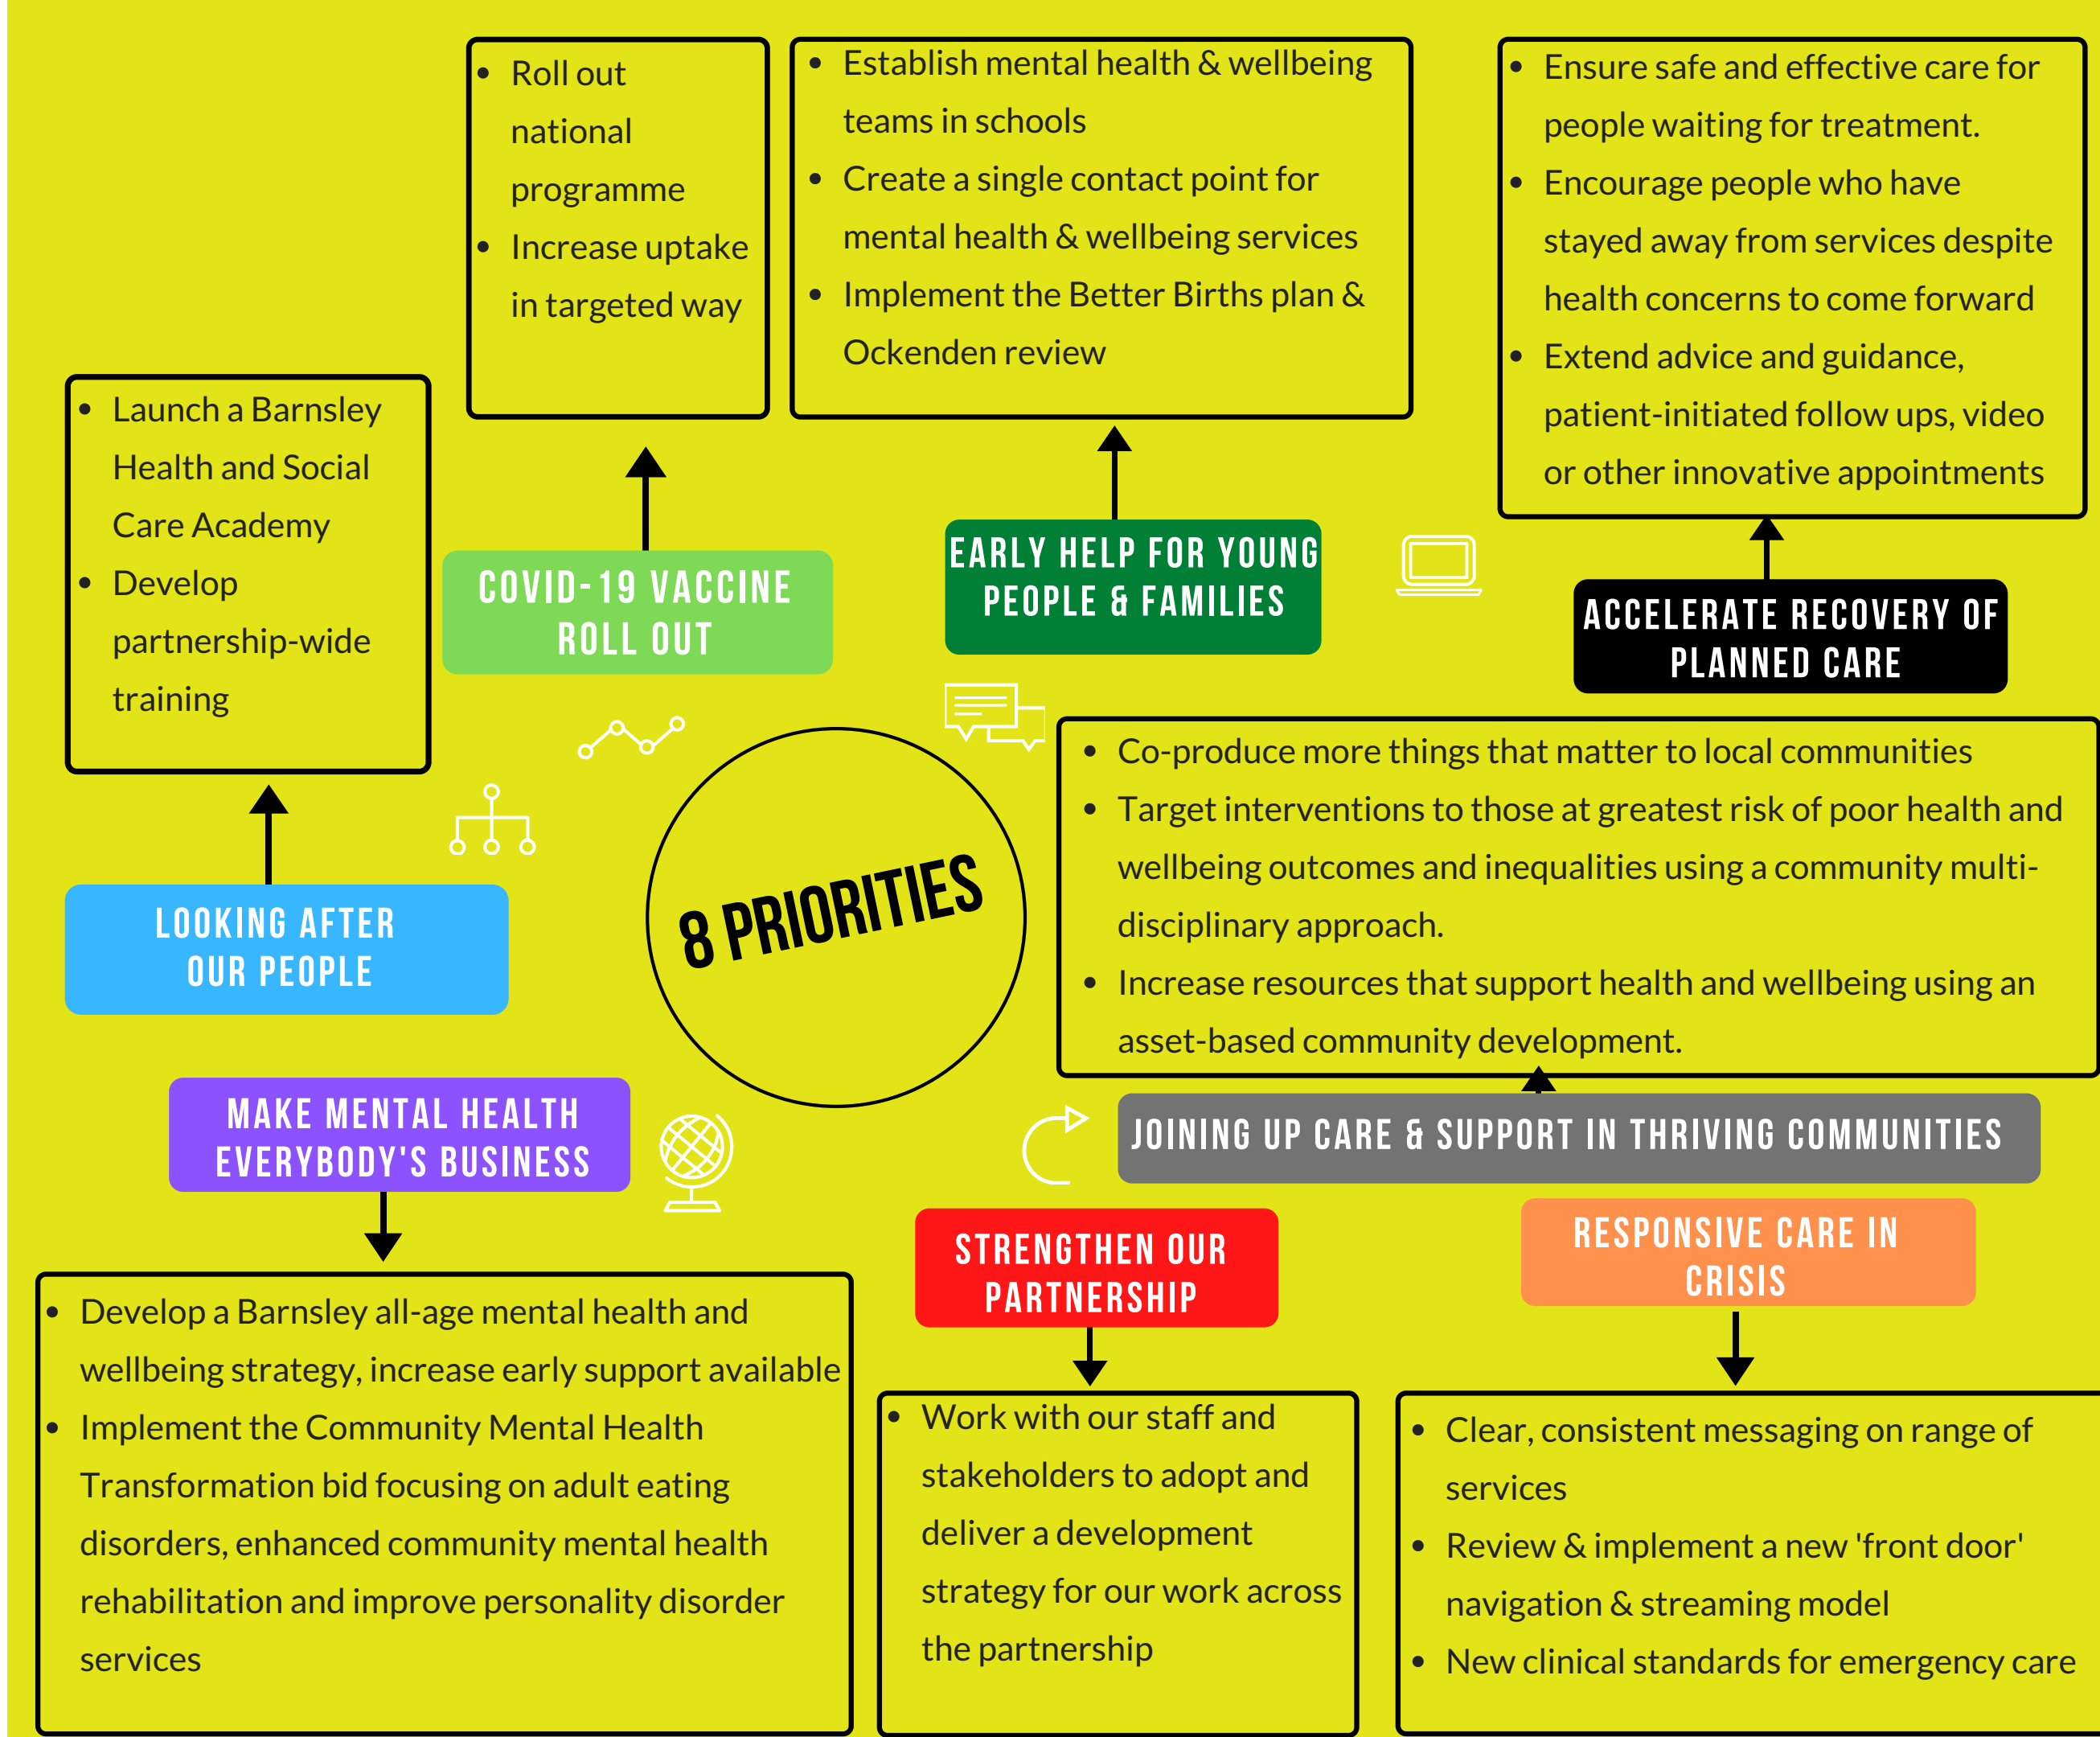 • Roll out
national
programme
• Increase uptake
in targeted way
• Establish mental health & wellbeing
teams in schools
• Create a single contact point for
mental health & wellbeing services
• Implement the Better Births plan &
Ockenden review
• Ensure safe and effective care for
people waiting for treatment.
• Encourage people who have
stayed away from services despite
health concerns to come forward
• Extend advice and guidance,
patient-initiated follow ups, video
or other innovative appointments
• Launch a Barnsley
Health and Social
Care Academy
• Develop
partnership-wide
training
COVID-19 VACCINE
ROLL OUT
EARLY HELP FOR YOUNG
PEOPLE & FAMILIES
ACCELERATE RECOVERY OF
PLANNED CARE
LOOKING AFTER
OUR PEOPLE
8 PRIORITIES
• Co-produce more things that matter to local communities
• Target interventions to those at greatest risk of poor health and
wellbeing outcomes and inequalities using a community multi-
disciplinary approach.
• Increase resources that support health and wellbeing using an
asset-based community development.
MAKE MENTAL HEALTH
EVERYBODY'S BUSINESS
JOINING UP CARE & SUPPORT IN THRIVING COMMUNITIES
STRENGTHEN OUR
PARTNERSHIP
RESPONSIVE CARE IN
CRISIS
• Develop a Barnsley all-age mental health and
wellbeing strategy, increase early support available
• Implement the Community Mental Health
Transformation bid focusing on adult eating
disorders, enhanced community mental health
rehabilitation and improve personality disorder
services
• Work with our staff and
stakeholders to adopt and
deliver a development
strategy for our work across
the partnership
• Clear, consistent messaging on range of
services
• Review & implement a new 'front door'
navigation & streaming model
• New clinical standards for emergency care